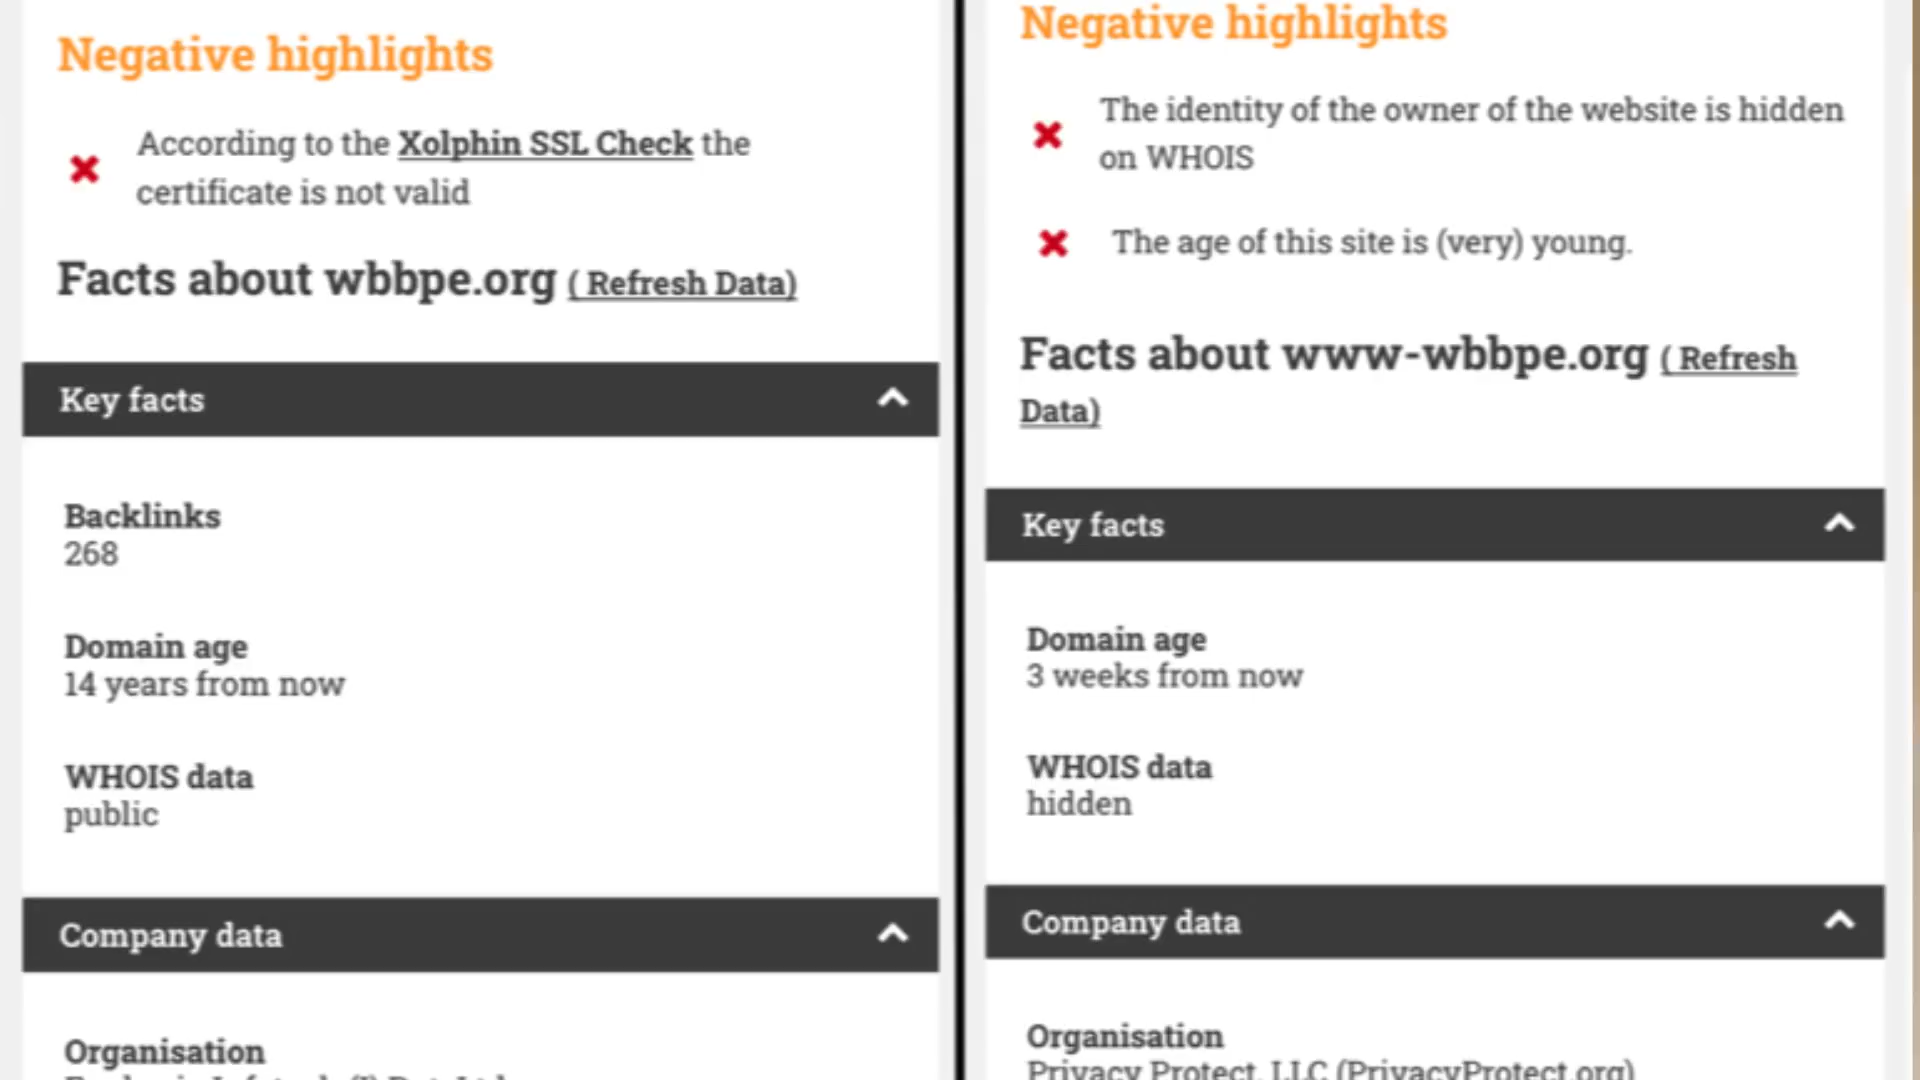 Negative highlights
According to the Xolphin SSL Check the
certificate is not valid
Facts about wbbpe.org ( Refresh Data)
Key facts
Backlinks
268
Domain age
14 years from now
WHOIS data
public
Company data
Organisation
Negative highlights
The identity of the owner of the website is hidden
on WHOIS
The age of this site is (very) young.
Facts about www-wbbpe.org ( Refresh
Data)
Key facts
Domain age
3 weeks from now
WHOIS data
hidden
Company data
Organisation
Privacy Protect, LLC (PrivacyProtect.org)